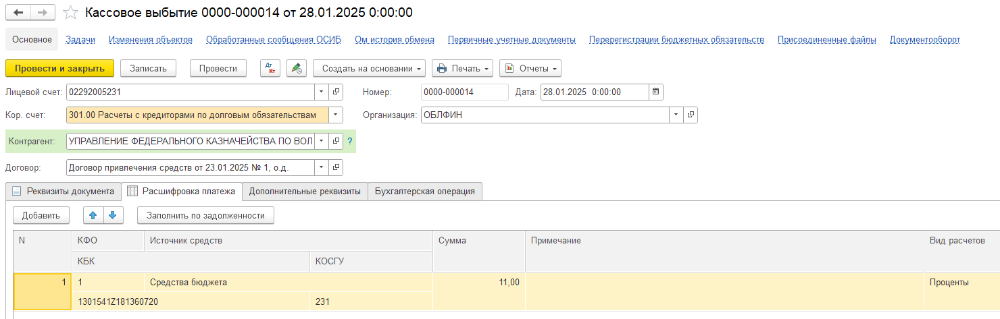 Кассовое выбытие 0000-000014 от 28.01.2025 0:00:00
Основное Задачи Изменения объектов Обработанные сообщения ОСИБ Ом история обмена Первичные учетные документы Перерегистрации бюджетных обязательств Присоединенные файлы Документооборот
Провести и закрыть Записать Провести Дт Кт Создать на основании Печать Отчеты
Лицевой счет: 02292005231 Номер: 0000-000014 Дата: 28.01.2025 0:00:00
Кор. счет: 301.00 Расчеты с кредиторами по долговым обязательствам Организация: ОБЛФИН
Контрагент: УПРАВЛЕНИЕ ФЕДЕРАЛЬНОГО КАЗНАЧЕЙСТВА ПО ВОЛ ?
Договор: Договор привлечения средств от 23.01.2025 № 1, о.д.
Реквизиты документа Расшифровка платежа Дополнительные реквизиты Бухгалтерская операция
Добавить Заполнить по задолженности
N КФО Источник средств Сумма Примечание Вид расчетов
КБК КОСГУ
1 1 Средства бюджета 11,00 Проценты
1301541Z181360720 231